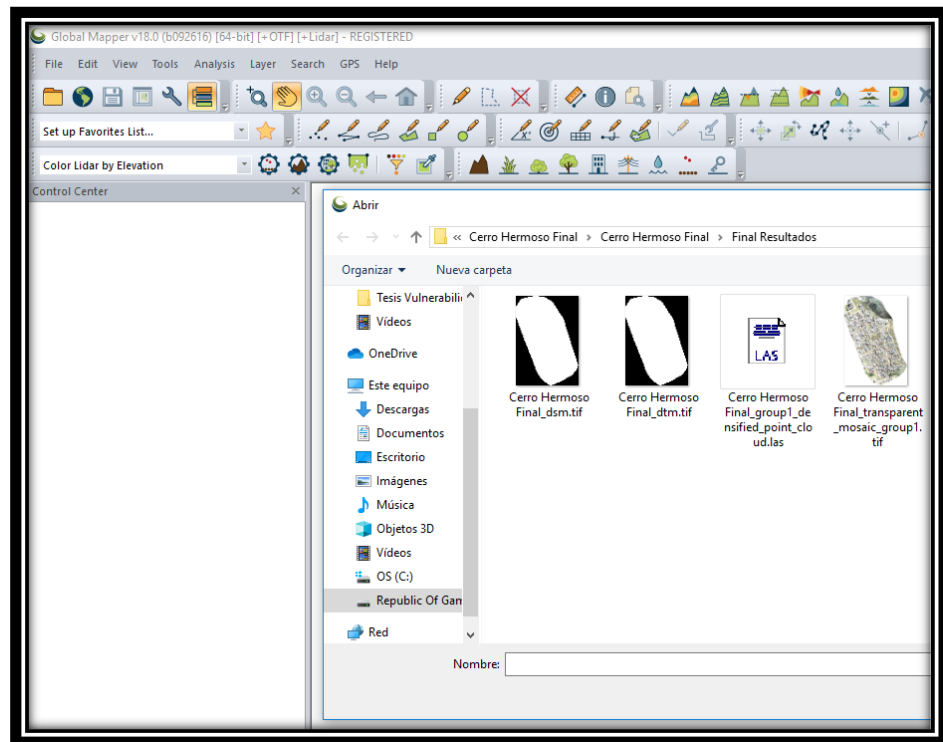 Global Mapper v18.0 (b092616) [64-bit] [+OTF] [+Lidar] - REGISTERED
File Edit View Tools Analysis Layer Search GPS Help
Set up Favorites List...
Color Lidar by Elevation
Control Center
Abrir
« Cerro Hermoso Final › Cerro Hermoso Final › Final Resultados
Organizar Nueva carpeta
Tesis Vulnerabili
Vídeos
OneDrive
Este equipo
Descargas
Documentos
Escritorio
Imágenes
Música
Objetos 3D
Vídeos
OS (C:)
Republic Of Gam
Red
LAS
Cerro Hermoso
Final_dsm.tif
Cerro Hermoso
Final_dtm.tif
Cerro Hermoso
Final_group1_de
nsified_point_clo
ud.las
Cerro Hermoso
Final_transparent
_mosaic_group1.
tif
Nombre: